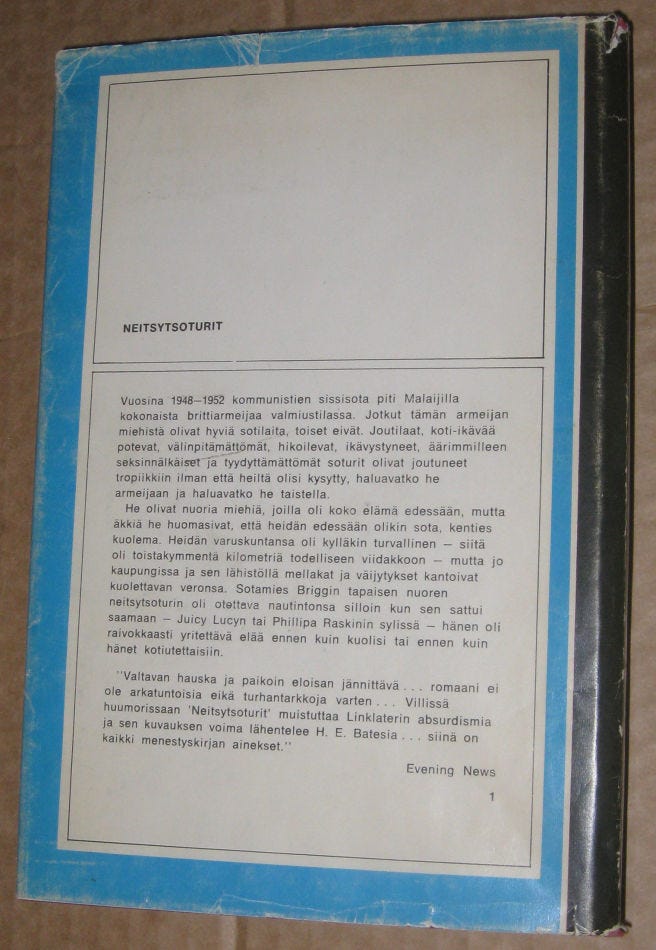 NEITSYTSOTURIT
Vuosina 1948—1952 kommunistien sissisota piti Malaijilla
kokonaista brittiarmeijaa valmiustilassa. Jotkut tämän armeijan
miehistä olivat hyviä sotilaita, toiset eivät. Joutilaat, koti-ikävää
potevat, välinpitämättömät, hikoilevat, ikävystyneet, äärimmilleen
seksinnälkäiset ja tyydyttämättömät soturit olivat joutuneet
tropiikkiin ilman että heiltä olisi kysytty, haluavatko he
armeijaan ja haluavatko he taistella.
He olivat nuoria miehiä, joilla oli koko elämä edessään, mutta
äkkiä he huomasivat, että heidän edessään olikin sota, kenties
kuolema. Heidän varuskuntansa oli kylläkin turvallinen — siitä
oli toistakymmentä kilometriä todelliseen viidakkoon — mutta jo
kaupungissa ja sen lähistöllä mellakat ja väijytykset kantoivat
kuolettavan veronsa. Sotamies Briggin tapaisen nuoren
neitsytsoturin oli otettava nautintonsa silloin kun sen sattui
saamaan — Juicy Lucyn tai Phillipa Raskinin sylissä — hänen oli
raivokkaasti yritettävä elää ennen kuin kuolisi tai ennen kuin
hänet kotiutettaisiin.
"Valtavan hauska ja paikoin eloisan jännittävä... romaani ei
ole arkatuntoisia eikä turhantarkkoja varten... Villissä
huumorissaan 'Neitsytsoturit' muistuttaa Linklaterin absurdismia
ja sen kuvauksen voima lähentelee H. E. Batesia... siinä on
kaikki menestyskirjan ainekset."
Evening News
1